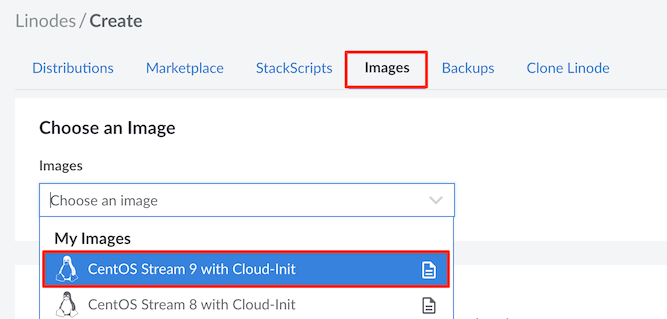 Linodes / Create
Distributions Marketplace StackScripts Images Backups Clone Linode
Choose an Image
Images
Choose an image
My Images
CentOS Stream 9 with Cloud-Init
CentOS Stream 8 with Cloud-Init